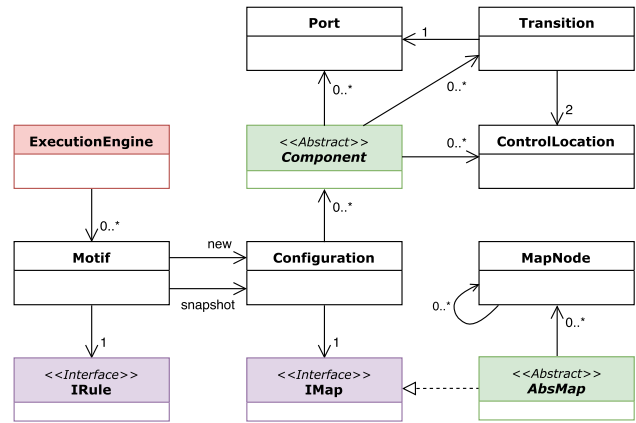 Port
Transition
1
0..*
0..*
2
<<Abstract>>
Component
0..*
ControlLocation
ExecutionEngine
0..*
0..*
Motif
new
snapshot
Configuration
MapNode
0..*
0..*
1
1
<<Interface>>
IRule
<<Interface>>
IMap
<<Abstract>>
AbsMap